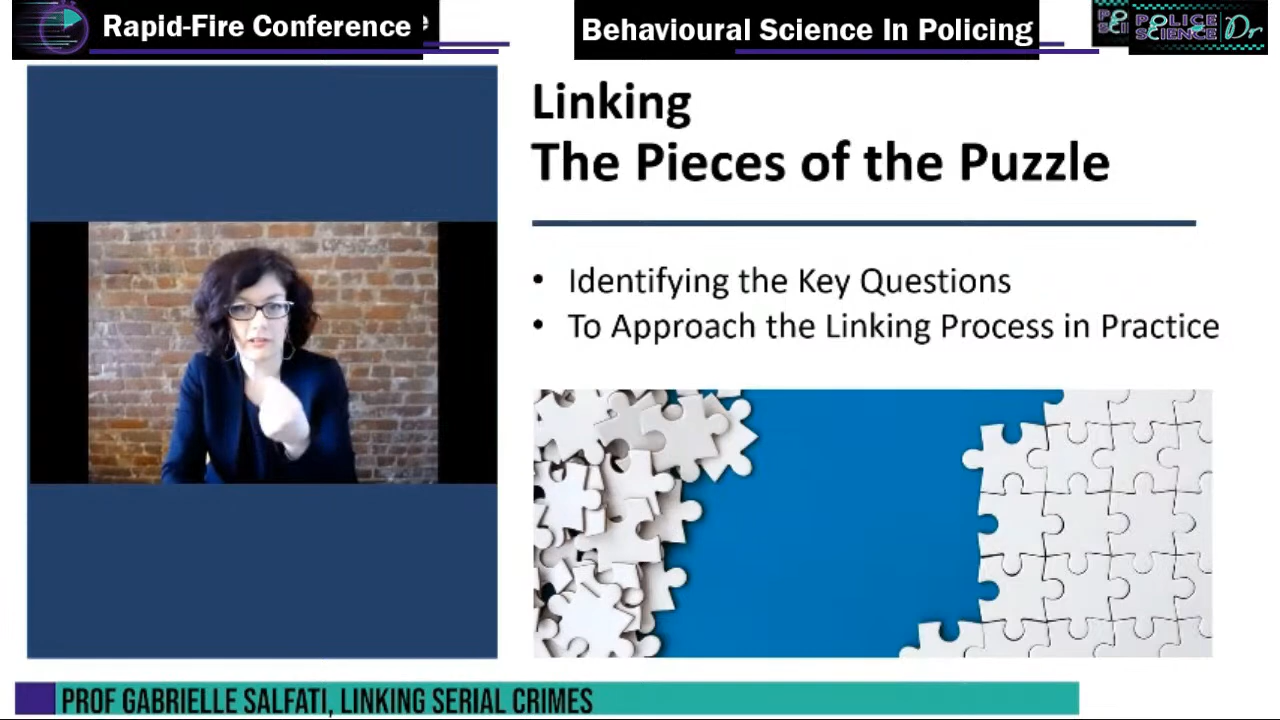 Rapid-Fire Conference
Behavioural Science In Policing
POLICE
SCIENCE
Dr
Linking
The Pieces of the Puzzle
• Identifying the Key Questions
• To Approach the Linking Process in Practice
PROF GABRIELLE SALFATI, LINKING SERIAL CRIMES